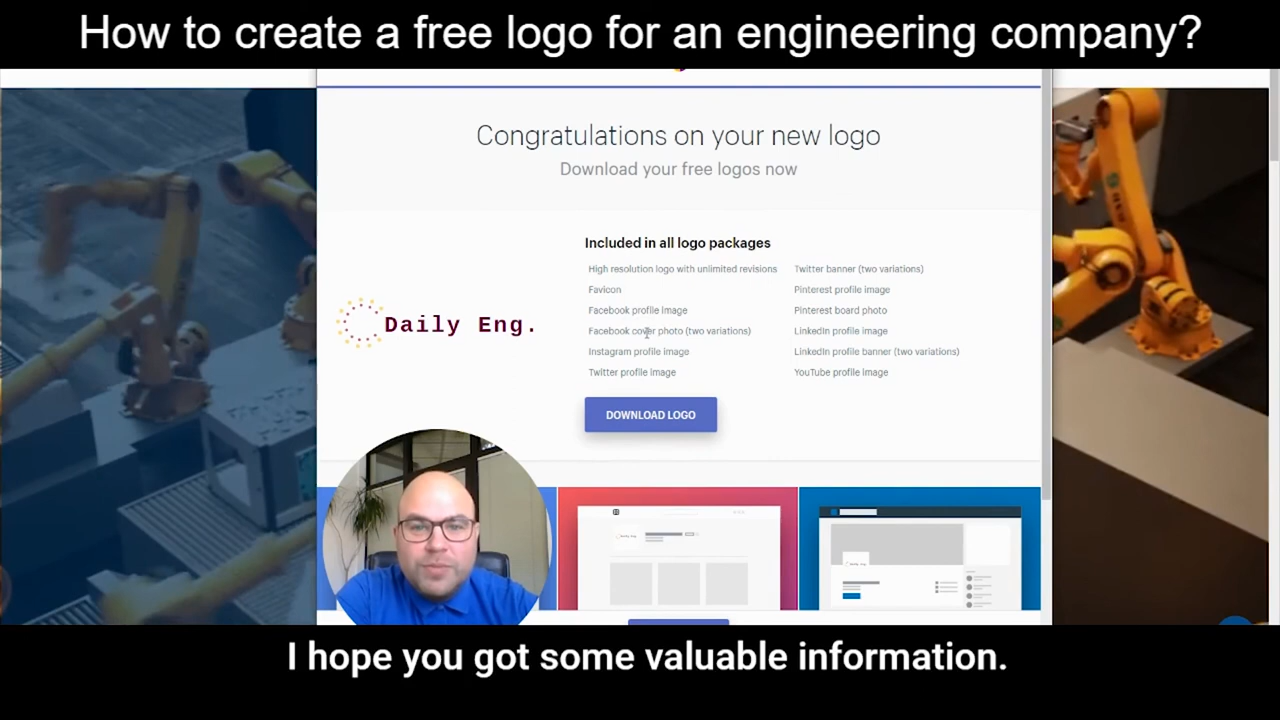 How to create a free logo for an engineering company?
Congratulations on your new logo
Download your free logos now
Included in all logo packages
High resolution logo with unlimited revisions
Favicon
Facebook profile image
Facebook cover photo (two variations)
Instagram profile image
Twitter profile image
Twitter banner (two variations)
Pinterest profile image
Pinterest board photo
LinkedIn profile image
LinkedIn profile banner (two variations)
YouTube profile image
Daily Eng.
DOWNLOAD LOGO
I hope you got some valuable information.